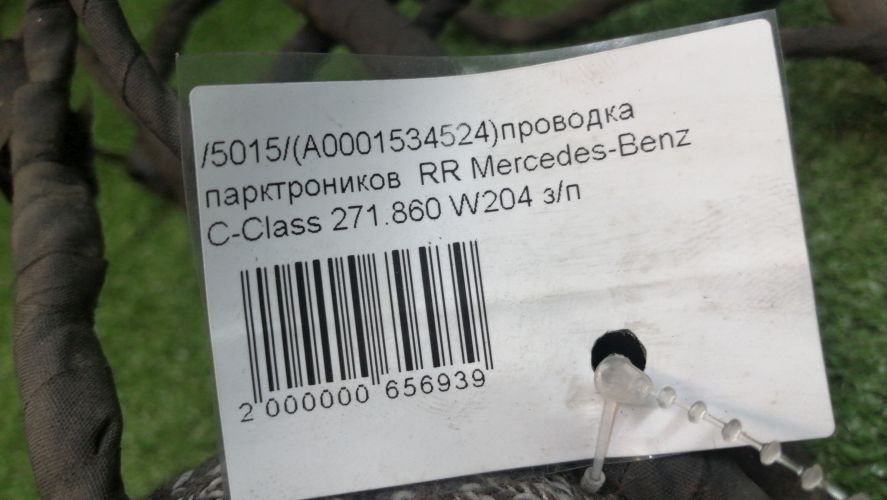 /5015/(A0001534524)проводка
парктроников RR Mercedes-Benz
C-Class 271.860 W204 з/п
2 000000 656939